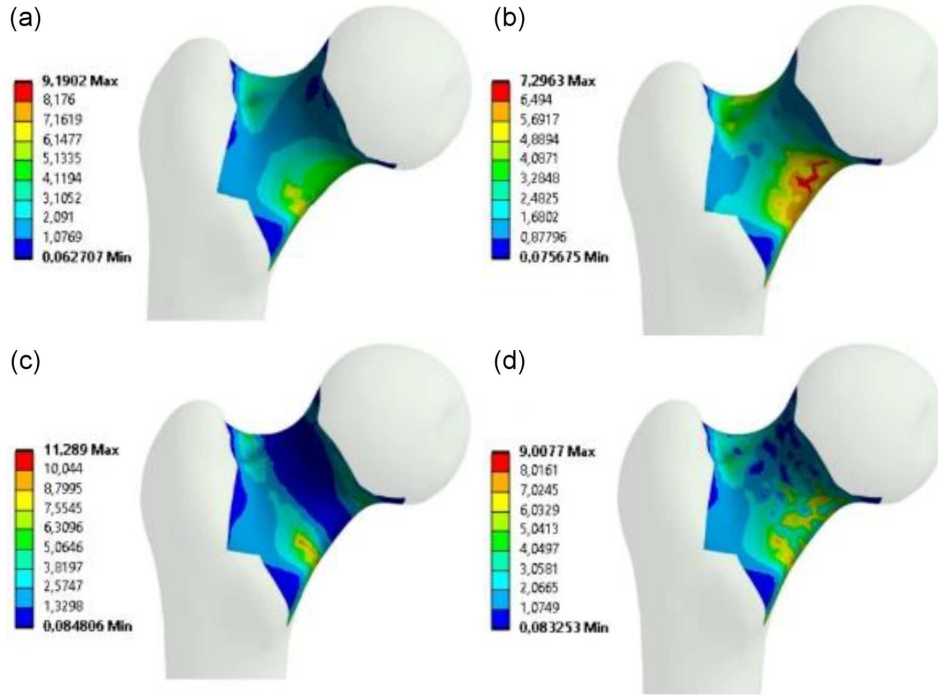 (a)
9,1902 Max
8,176
7,1619
6,1477
5,1335
4,1194
3,1052
2,091
1,0769
0,062707 Min
(b)
7,2963 Max
6,494
5,6917
4,8894
4,0871
3,2848
2,4825
1,6802
0,87796
0,075675 Min
(c)
11,289 Max
10,044
8,7995
7,5545
6,3096
5,0646
3,8197
2,5747
1,3298
0,084806 Min
(d)
9,0077 Max
8,0161
7,0245
6,0329
5,0413
4,0497
3,0581
2,0665
1,0749
0,083253 Min